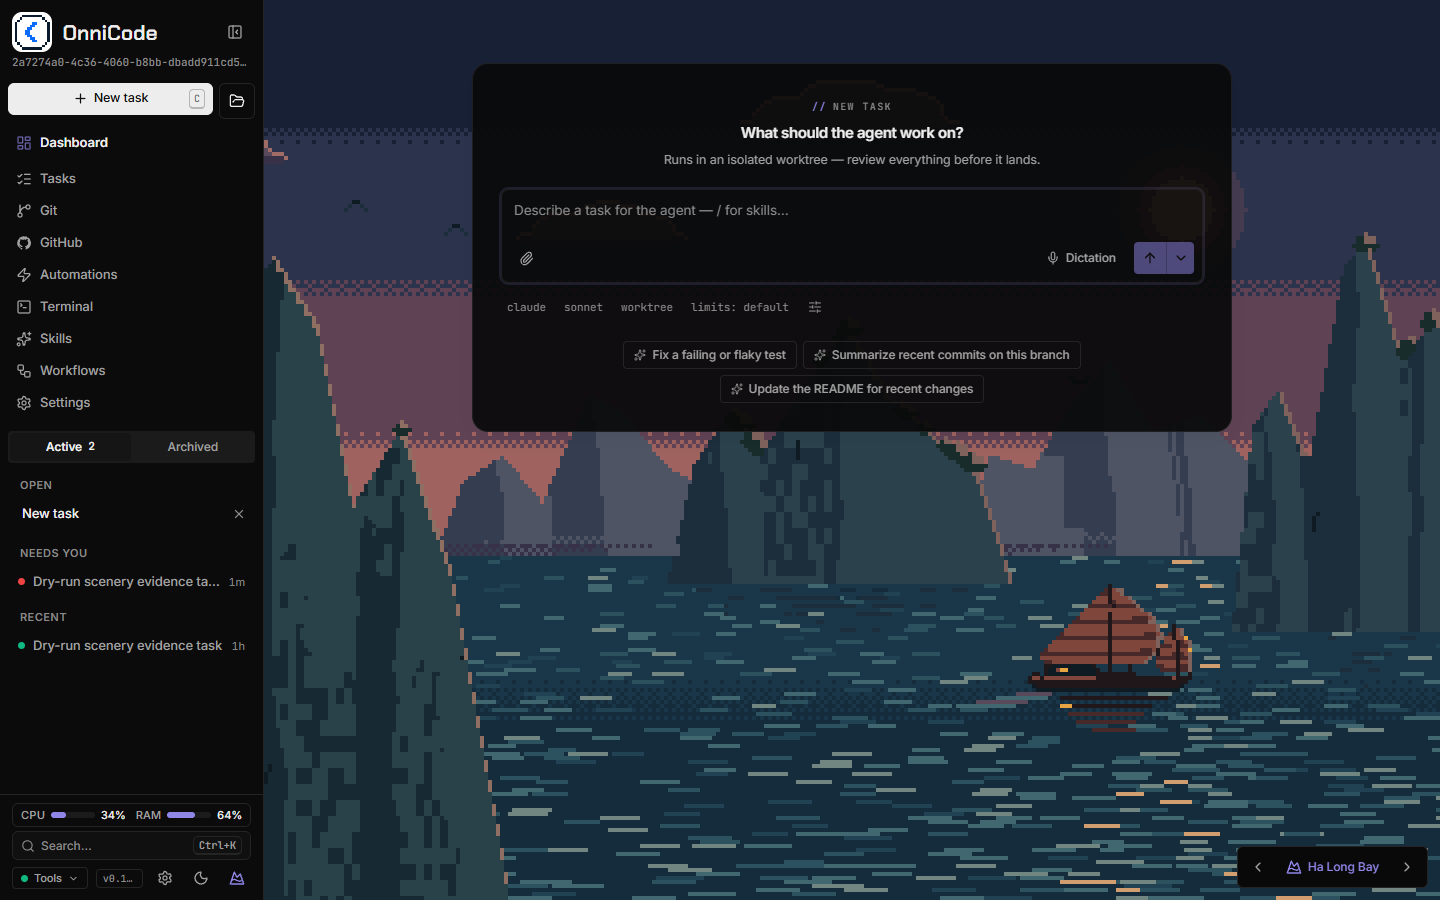 OnniCode
2a7274a0-4c36-4060-b8bb-dbadd911cd5…
New task C
Dashboard
Tasks
Git
GitHub
Automations
Terminal
Skills
Workflows
Settings
Active 2 Archived
OPEN
New task
NEEDS YOU
Dry-run scenery evidence ta… 1m
RECENT
Dry-run scenery evidence task 1h
CPU 34% RAM 64%
Search... Ctrl+K
Tools v0.1…
// NEW TASK
What should the agent work on?
Runs in an isolated worktree — review everything before it lands.
Describe a task for the agent — / for skills...
Dictation
claude sonnet worktree limits: default
Fix a failing or flaky test Summarize recent commits on this branch
Update the README for recent changes
Ha Long Bay